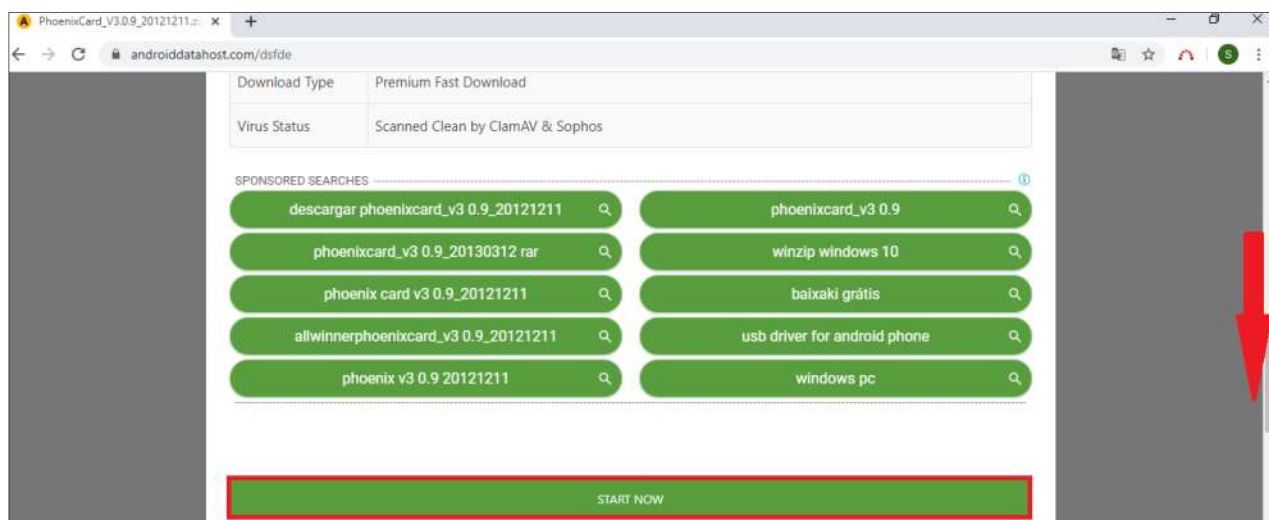 PhoenixCard_V3.0.9_20121211.z
androiddatahost.com/dsfde
S
Download Type Premium Fast Download
Virus Status Scanned Clean by ClamAV & Sophos
SPONSORED SEARCHES
descargar phoenixcard_v3 0.9_20121211
phoenixcard_v3 0.9
phoenixcard_v3 0.9_20130312 rar
winzip windows 10
phoenix card v3 0.9_20121211
baixaki grátis
allwinnerphoenixcard_v3 0.9_20121211
usb driver for android phone
phoenix v3 0.9 20121211
windows pc
START NOW